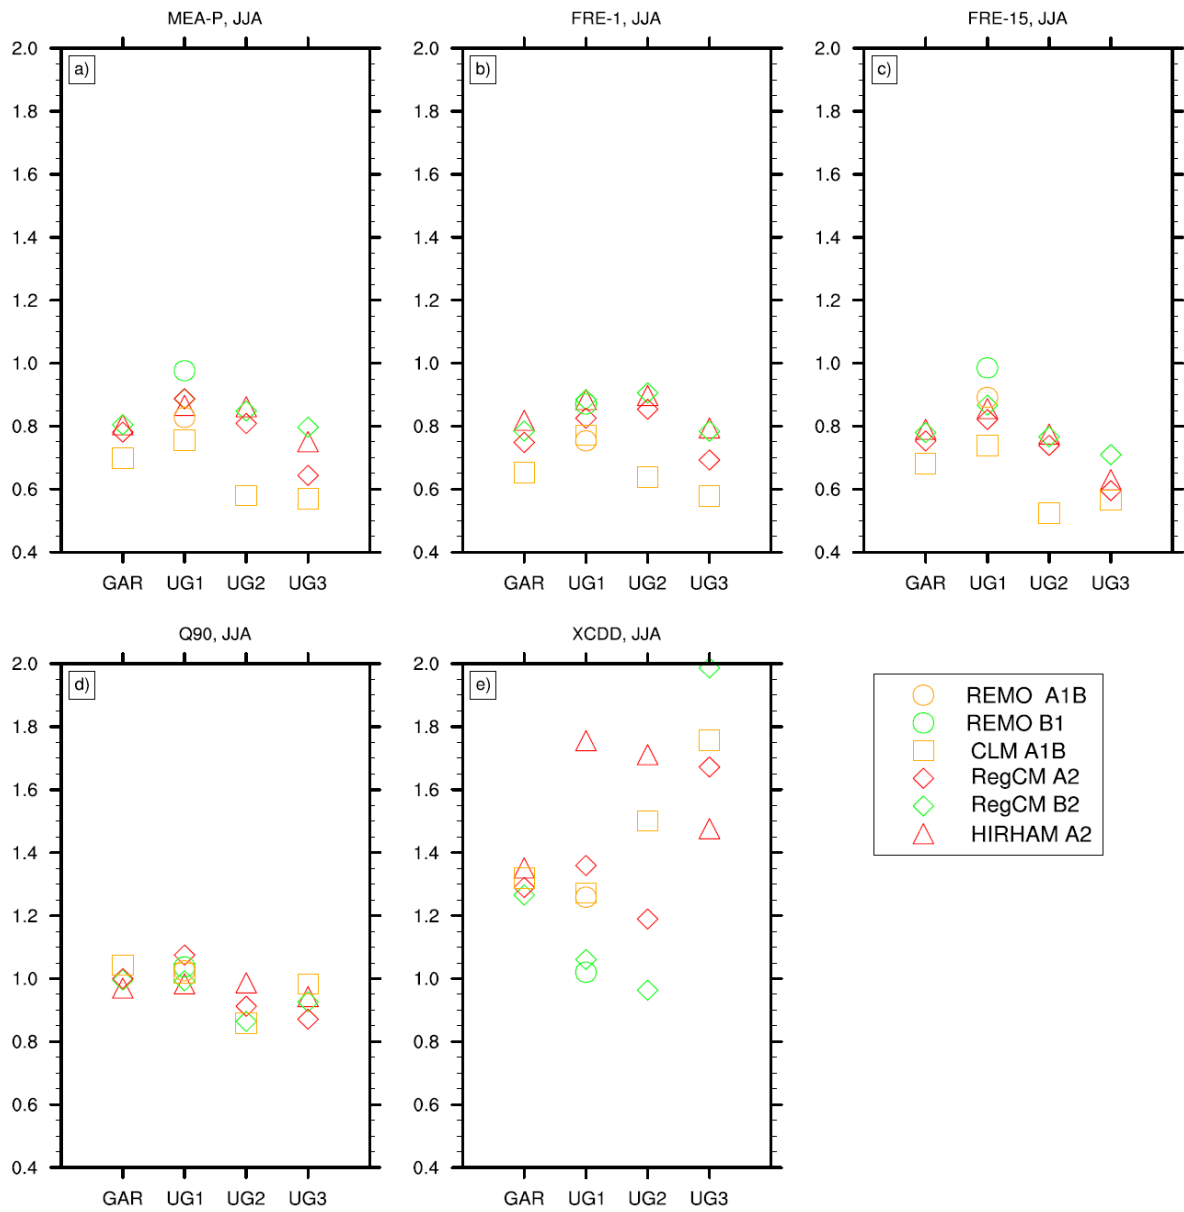 MEA-P, JJA
a)
2.0
1.8
1.6
1.4
1.2
1.0
0.8
0.6
0.4
GAR UG1 UG2 UG3
FRE-1, JJA
b)
2.0
1.8
1.6
1.4
1.2
1.0
0.8
0.6
0.4
GAR UG1 UG2 UG3
FRE-15, JJA
c)
2.0
1.8
1.6
1.4
1.2
1.0
0.8
0.6
0.4
GAR UG1 UG2 UG3
Q90, JJA
d)
2.0
1.8
1.6
1.4
1.2
1.0
0.8
0.6
0.4
GAR UG1 UG2 UG3
XCDD, JJA
e)
2.0
1.8
1.6
1.4
1.2
1.0
0.8
0.6
0.4
GAR UG1 UG2 UG3
REMO A1B
REMO B1
CLM A1B
RegCM A2
RegCM B2
HIRHAM A2